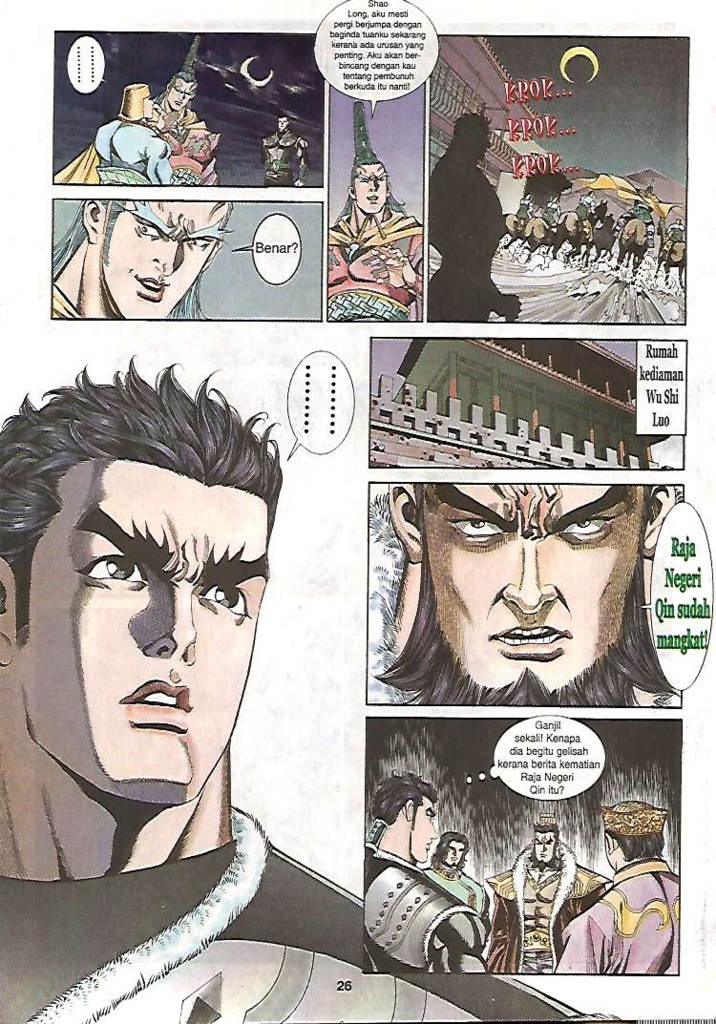 Shao
Long, aku mesti
pergi berjumpa dengan
baginda tuanku sekarang
kerana ada urusan yang
penting. Aku akan ber-
bincang dengan kau
tentang pembunuh
berkuda itu nanti!
KROK...
KROK...
KROK...
Benar?
Rumah
kediaman
Wu Shi
Luo
Raja
Negeri
Qin sudah
mangkat!
Ganjil
sekali! Kenapa
dia begitu gelisah
kerana berita kematian
Raja Negeri
Qin itu?
26